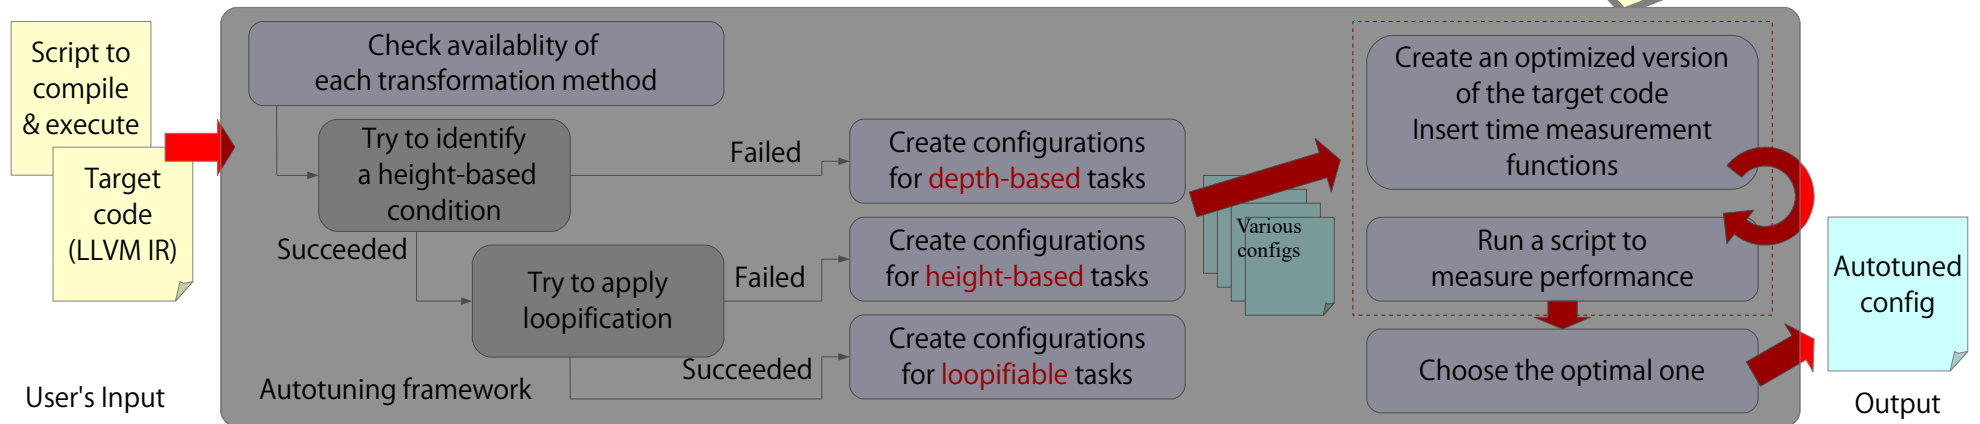 Script to
compile
& execute
Target
code
(LLVM IR)
User's Input
Check availablity of
each transformation method
Try to identify
a height-based
condition
Failed
Succeeded
Try to apply
loopification
Failed
Succeeded
Autotuning framework
Create configurations
for depth-based tasks
Create configurations
for height-based tasks
Create configurations
for loopifiable tasks
Various
configs
Create an optimized version
of the target code
Insert time measurement
functions
Run a script to
measure performance
Choose the optimal one
Autotuned
config
Output